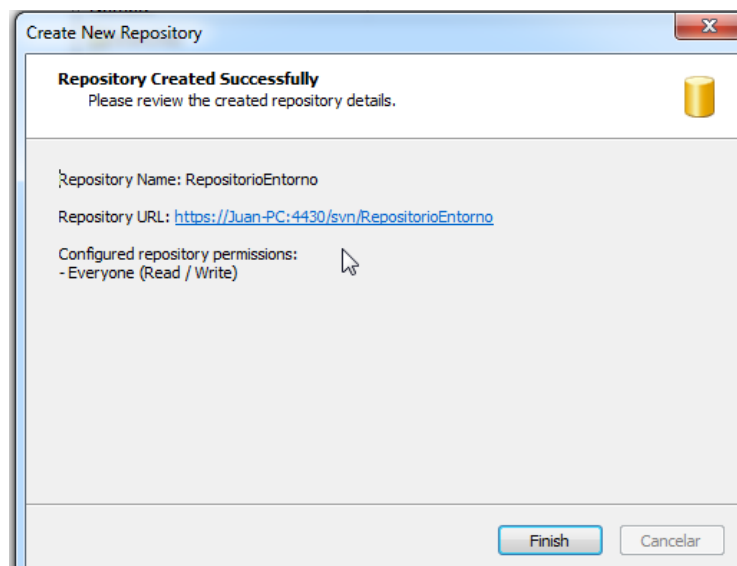 Create New Repository
Repository Created Successfully
Please review the created repository details.
Repository Name: RepositorioEntorno
Repository URL: https://Juan-PC:4430/svn/RepositorioEntorno
Configured repository permissions:
- Everyone (Read / Write)
Finish
Cancelar